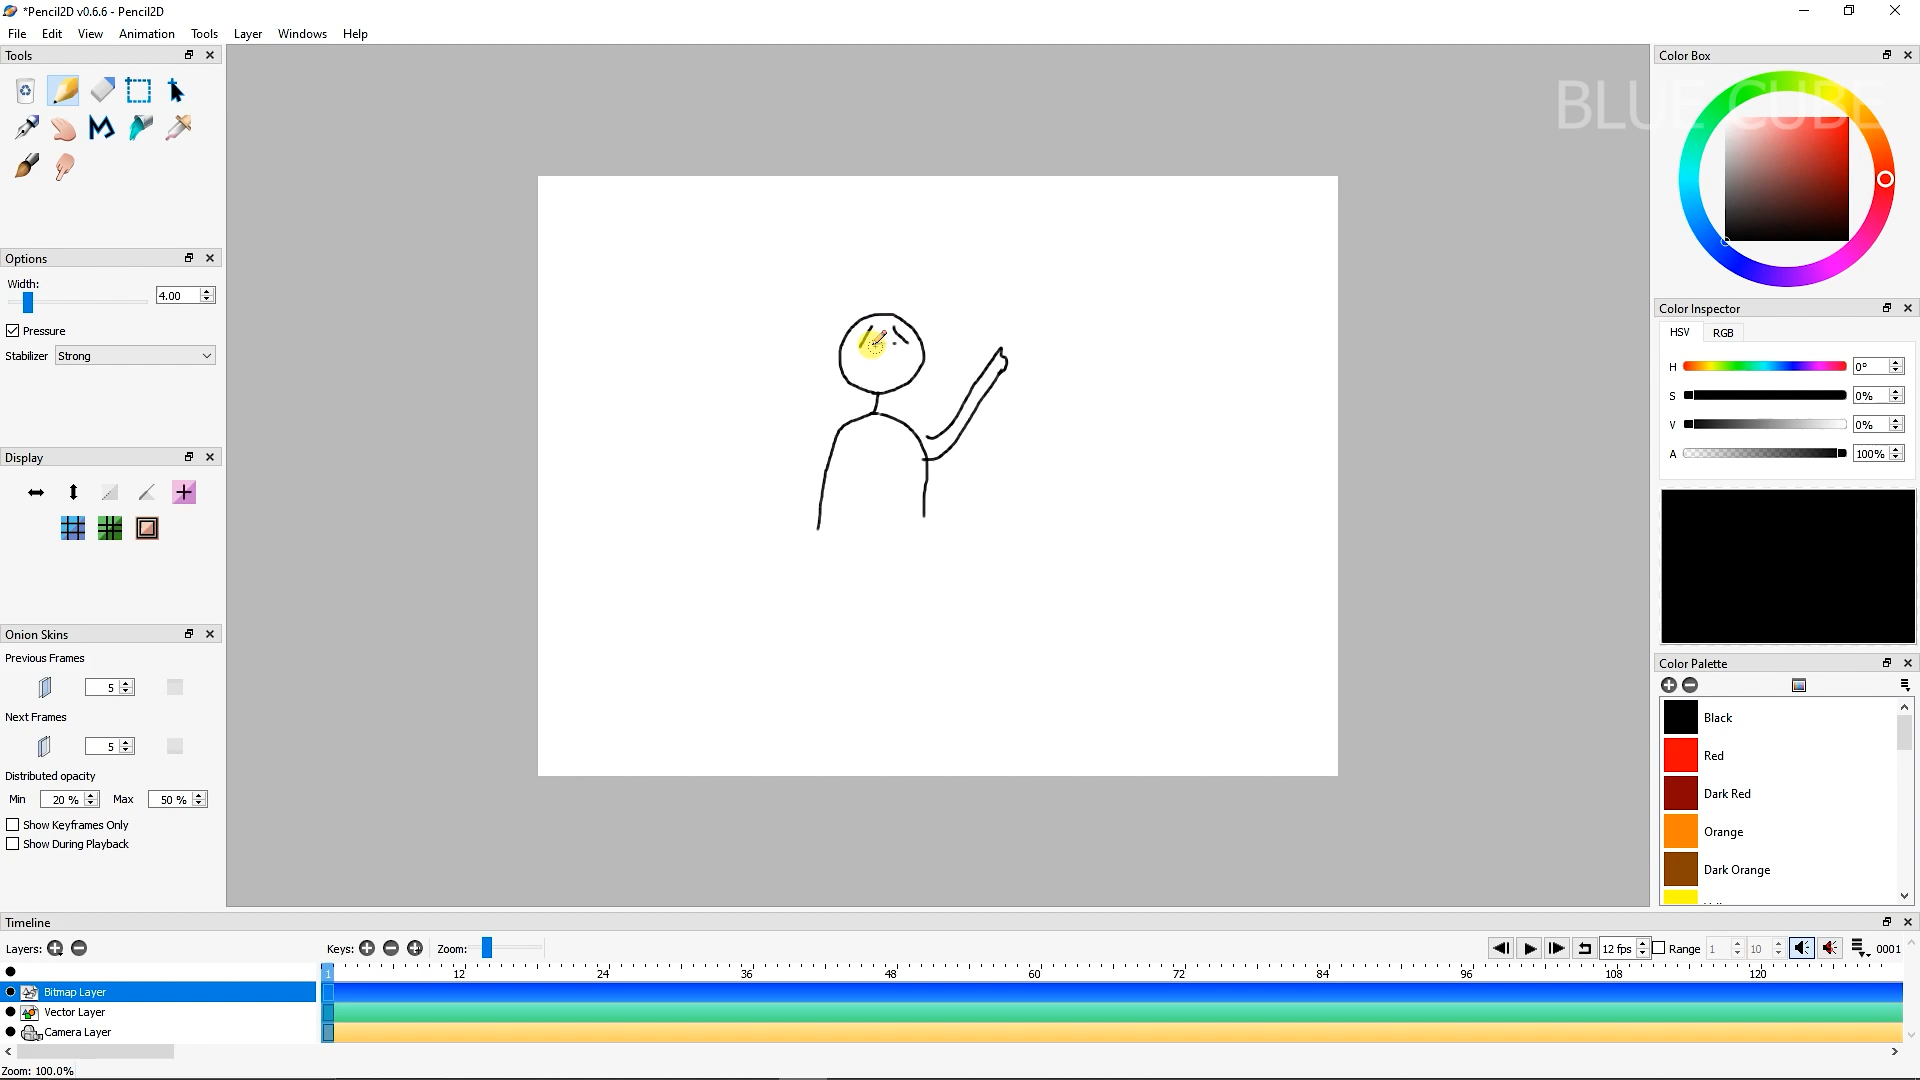 *Pencil2D v0.6.6 - Pencil2D
File Edit View Animation Tools Layer Windows Help
Tools
Color Box
BLUE CUBE
Options
Width:
4.00
Pressure
Stabilizer Strong
Color Inspector
HSV RGB
H 0°
S 0%
V 0%
A 100%
Display
Onion Skins
Previous Frames
5
Next Frames
5
Distributed opacity
Min 20 % Max 50 %
Show Keyframes Only
Show During Playback
Color Palette
Black
Red
Dark Red
Orange
Dark Orange
Timeline
Layers: Keys: Zoom: 12 fps Range 1 10 0001
1 12 24 36 48 60 72 84 96 108 120
Bitmap Layer
Vector Layer
Camera Layer
Zoom: 100.0%